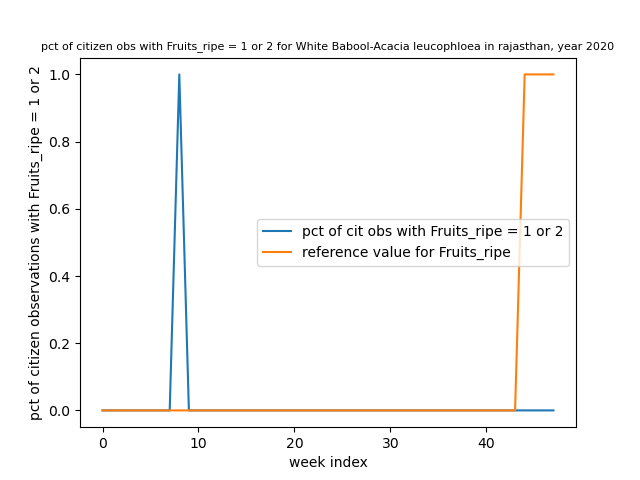 pct of citizen obs with Fruits_ripe = 1 or 2 for White Babool-Acacia leucophloea in rajasthan, year 2020
pct of citizen observations with Fruits_ripe = 1 or 2
1.0
0.8
0.6
0.4
0.2
0.0
pct of cit obs with Fruits_ripe = 1 or 2
reference value for Fruits_ripe
0 10 20 30 40
week index